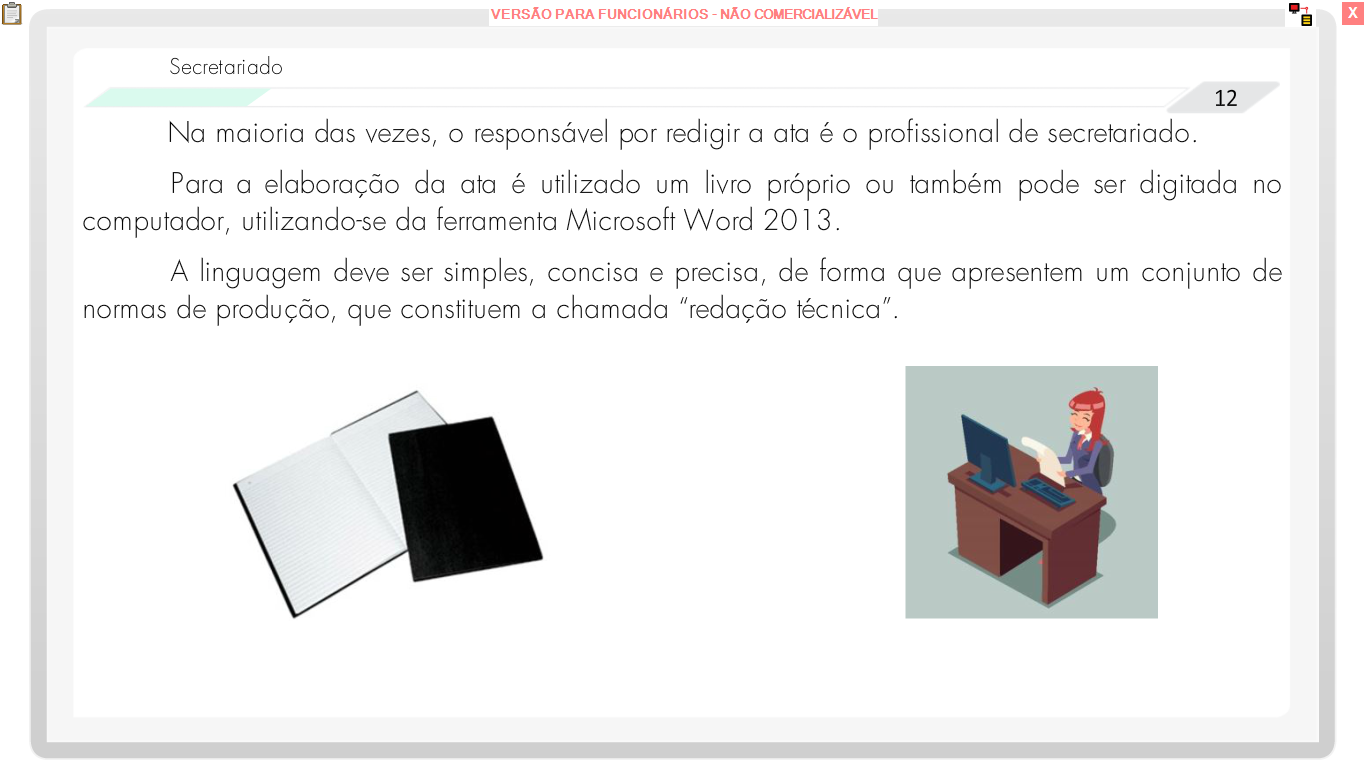 VERSÃO PARA FUNCIONÁRIOS - NÃO COMERCIALIZÁVEL
X
Secretariado
12
Na maioria das vezes, o responsável por redigir a ata é o profissional de secretariado.
Para a elaboração da ata é utilizado um livro próprio ou também pode ser digitada no
computador, utilizando-se da ferramenta Microsoft Word 2013.
A linguagem deve ser simples, concisa e precisa, de forma que apresentem um conjunto de
normas de produção, que constituem a chamada “redação técnica”.